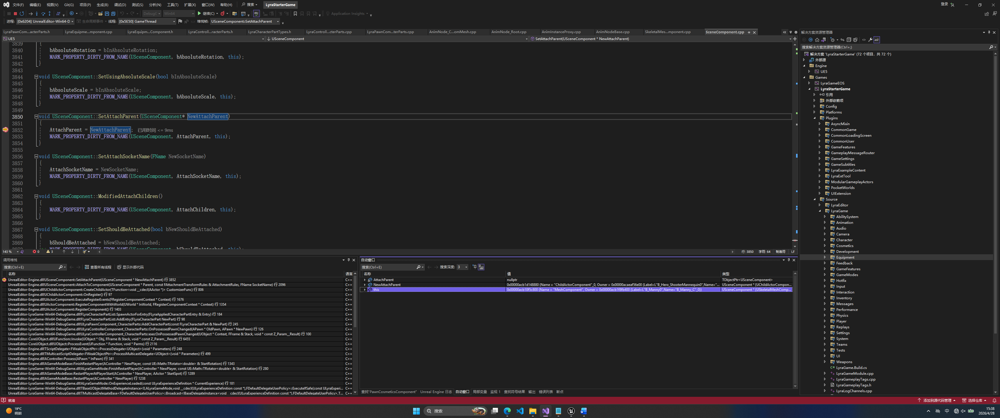 文件(F) 编辑(E) 视图(V) Git(G) 项目(P) 生成(B) 调试(D) 测试(S) 分析(N) 工具(T) 扩展(X) 窗口(W) 帮助(H) 搜索 LyraStarterGame 登录
DebugG Win64 继续(C) Application Insights
进程: [0x6204] UnrealEditor-Win64-D 生命周期事件 线程: [0x5E50] GameThread 堆栈帧: USceneComponent::SetAttachParent
LyraPawnCom...acterParts.h LyraEquipme...mponent.cpp LyraEquipm...Component.h LyraControll...racterParts.h LyraCharacterPartTypes.h LyraControll...cterParts.cpp LyraPawnCom...terParts.cpp AnimNode_C...omMesh.cpp AnimNode_Root.cpp AnimInstanceProxy.cpp AnimNodeBase.cpp SkeletalMes...mponent.cpp SceneComponent.cpp
UE5 USceneComponent SetAttachParent(USceneComponent * NewAttachParent)
3839 {
3840 bAbsoluteRotation = bInAbsoluteRotation;
3841 MARK_PROPERTY_DIRTY_FROM_NAME(USceneComponent, bAbsoluteRotation, this);
3842 }
3843
3844 void USceneComponent::SetUsingAbsoluteScale(bool bInAbsoluteScale)
3845 {
3846 bAbsoluteScale = bInAbsoluteScale;
3847 MARK_PROPERTY_DIRTY_FROM_NAME(USceneComponent, bAbsoluteScale, this);
3848 }
3849
3850 void USceneComponent::SetAttachParent(USceneComponent* NewAttachParent)
3851 {
3852 AttachParent = NewAttachParent; 已用时间 <= 9ms
3853 MARK_PROPERTY_DIRTY_FROM_NAME(USceneComponent, AttachParent, this);
3854 }
3855
3856 void USceneComponent::SetAttachSocketName(FName NewSocketName)
3857 {
3858 AttachSocketName = NewSocketName;
3859 MARK_PROPERTY_DIRTY_FROM_NAME(USceneComponent, AttachSocketName, this);
3860 }
3861
3862 void USceneComponent::ModifiedAttachChildren()
3863 {
3864 MARK_PROPERTY_DIRTY_FROM_NAME(USceneComponent, AttachChildren, this);
3865 }
3866
3867 void USceneComponent::SetShouldBeAttached(bool bNewShouldBeAttached)
3868 {
3869 bShouldBeAttached = bNewShouldBeAttached;
3870 MARK_PROPERTY_DIRTY_FROM_NAME(USceneComponent, bShouldBeAttached, this);
143 % 0 3 行: 3850 字符: 64 制表符 LF
调用堆栈
搜索(Ctrl+E) 查看所有线程 显示外部代码
名称 语言
UnrealEditor-Engine.dll!USceneComponent::SetAttachParent(USceneComponent * NewAttachParent) 行 3852 C++
UnrealEditor-Engine.dll!USceneComponent::AttachToComponent(USceneComponent * Parent, const FAttachmentTransformRules & AttachmentRules, FName SocketName) 行 2096 C++
UnrealEditor-Engine.dll!UChildActorComponent::CreateChildActor(TFunction<void __cdecl(AActor *)> CustomizerFunc) 行 806 C++
UnrealEditor-Engine.dll!UChildActorComponent::OnRegister() 行 97 C++
UnrealEditor-Engine.dll!UActorComponent::ExecuteRegisterEvents(FRegisterComponentContext * Context) 行 1676 C++
UnrealEditor-Engine.dll!UActorComponent::RegisterComponentWithWorld(UWorld * InWorld, FRegisterComponentContext * Context) 行 1354 C++
UnrealEditor-Engine.dll!UActorComponent::RegisterComponent() 行 1403 C++
UnrealEditor-LyraGame-Win64-DebugGame.dll!FLyraCharacterPartList::SpawnActorForEntry(FLyraAppliedCharacterPartEntry & Entry) 行 184 C++
UnrealEditor-LyraGame-Win64-DebugGame.dll!FLyraCharacterPartList::AddEntry(FLyraCharacterPart NewPart) 行 98 C++
UnrealEditor-LyraGame-Win64-DebugGame.dll!ULyraPawnComponent_CharacterParts::AddCharacterPart(const FLyraCharacterPart & NewPart) 行 245 C++
UnrealEditor-LyraGame-Win64-DebugGame.dll!ULyraControllerComponent_CharacterParts::OnPossessedPawnChanged(APawn * OldPawn, APawn * NewPawn) 行 126 C++
UnrealEditor-LyraGame-Win64-DebugGame.dll!ULyraControllerComponent_CharacterParts::execOnPossessedPawnChanged(UObject * Context, FFrame & Stack, void * const Z_Param__Result) 行 100 C++
UnrealEditor-CoreUObject.dll!UFunction::Invoke(UObject * Obj, FFrame & Stack, void * const Z_Param__Result) 行 6455 C++
UnrealEditor-CoreUObject.dll!UObject::ProcessEvent(UFunction * Function, void * Parms) 行 2116 C++
UnrealEditor-Engine.dll!TScriptDelegate<FWeakObjectPtr>::ProcessDelegate<UObject>(void * Parameters) 行 248 C++
UnrealEditor-Engine.dll!TMulticastScriptDelegate<FWeakObjectPtr>::ProcessMulticastDelegate<UObject>(void * Parameters) 行 499 C++
UnrealEditor-Engine.dll!AController::Possess(APawn * InPawn) 行 341 C++
UnrealEditor-Engine.dll!AGameModeBase::FinishRestartPlayer(AController * NewPlayer, const UE::Math::TRotator<double> & StartRotation) 行 1343 C++
UnrealEditor-LyraGame-Win64-DebugGame.dll!ALyraGameMode::FinishRestartPlayer(AController * NewPlayer, const UE::Math::TRotator<double> & StartRotation) 行 280 C++
UnrealEditor-Engine.dll!AGameModeBase::RestartPlayerAtPlayerStart(AController * NewPlayer, AActor * StartSpot) 行 1289 C++
UnrealEditor-Engine.dll!AGameModeBase::RestartPlayer(AController * NewPlayer) 行 1238 C++
UnrealEditor-LyraGame-Win64-DebugGame.dll!ALyraGameMode::OnExperienceLoaded(const ULyraExperienceDefinition * CurrentExperience) 行 181 C++
UnrealEditor-LyraGame-Win64-DebugGame.dll!TBaseUObjectMethodDelegateInstance<0,ALyraGameMode,void __cdecl(ULyraExperienceDefinition const *),FDefaultDelegateUserPolicy>::ExecuteIfSafe(const ULyraExperi... C++
UnrealEditor-LyraGame-Win64-DebugGame.dll!TMulticastDelegateBase<FDefaultDelegateUserPolicy>::Broadcast<IBaseDelegateInstance<void __cdecl(ULyraExperienceDefinition const *),FDefaultDelegateUserPolicy>,T... C++
自动窗口
搜索(Ctrl+E) 搜索深度: 3
名称 值 类型
AttachParent nullptr TObjectPtr<USceneComponent>
NewAttachParent 0x00000acb1d148880 (Name = "ChildActorComponent"_0, Owner = 0x00000acaeaf56e00 (Label=L"B_Hero_ShooterMannequin0",Name="... USceneComponent * {UChildActorCompon...
this 0x00000acb10f5c800 (Name = "MeshComponent", Owner = 0x00000acb1f8fb400 (Label=L"B_Manny0",Name="B_Manny_C"_0)) USceneComponent * {USkeletalMeshComp...
查找"PawnCosmeticsComponent" Unreal Engine 日志 自动窗口 局部变量 监视 1 查找符号结果 输出 错误列表 断点
解决方案资源管理器
搜索解决方案资源管理器(Ctrl+;)
解决方案 'LyraStarterGame' (72 个项目，共 72 个)
外部源
Engine
UE5
Games
LyraGameEOS
LyraStarterGame
引用
外部依赖项
Config
Platforms
Plugins
AsyncMixin
CommonGame
CommonLoadingScreen
CommonUser
GameFeatures
GameplayMessageRouter
GameSettings
GameSubtitles
LyraExampleContent
LyraExtTool
ModularGameplayActors
PocketWorlds
UIExtension
Source
LyraEditor
LyraGame
AbilitySystem
Animation
Audio
Camera
Character
Cosmetics
Development
Equipment
Feedback
GameFeatures
GameModes
Hotfix
Input
Interaction
Inventory
Messages
Performance
Physics
Player
Replays
Settings
System
Teams
Tests
UI
Weapons
LyraGame.Build.cs
LyraGameModule.cpp
LyraGameplayTags.cpp
LyraGameplayTags.h
LyraLogChannels.cpp
就绪 添加到源代码管理 选择仓库
19°C
晴朗
搜索
中
15:38
2026/4/28